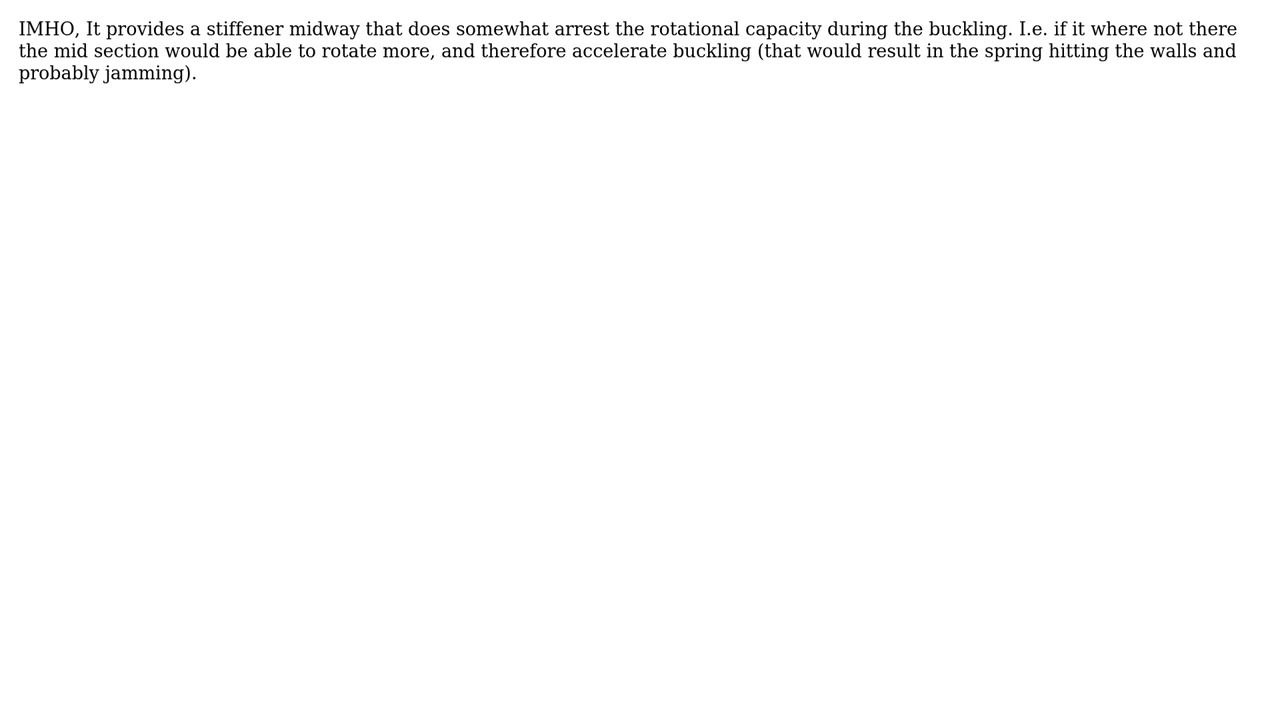 IMHO, It provides a stiffener midway that does somewhat arrest the rotational capacity during the buckling. I.e. if it where not there
the mid section would be able to rotate more, and therefore accelerate buckling (that would result in the spring hitting the walls and
probably jamming).